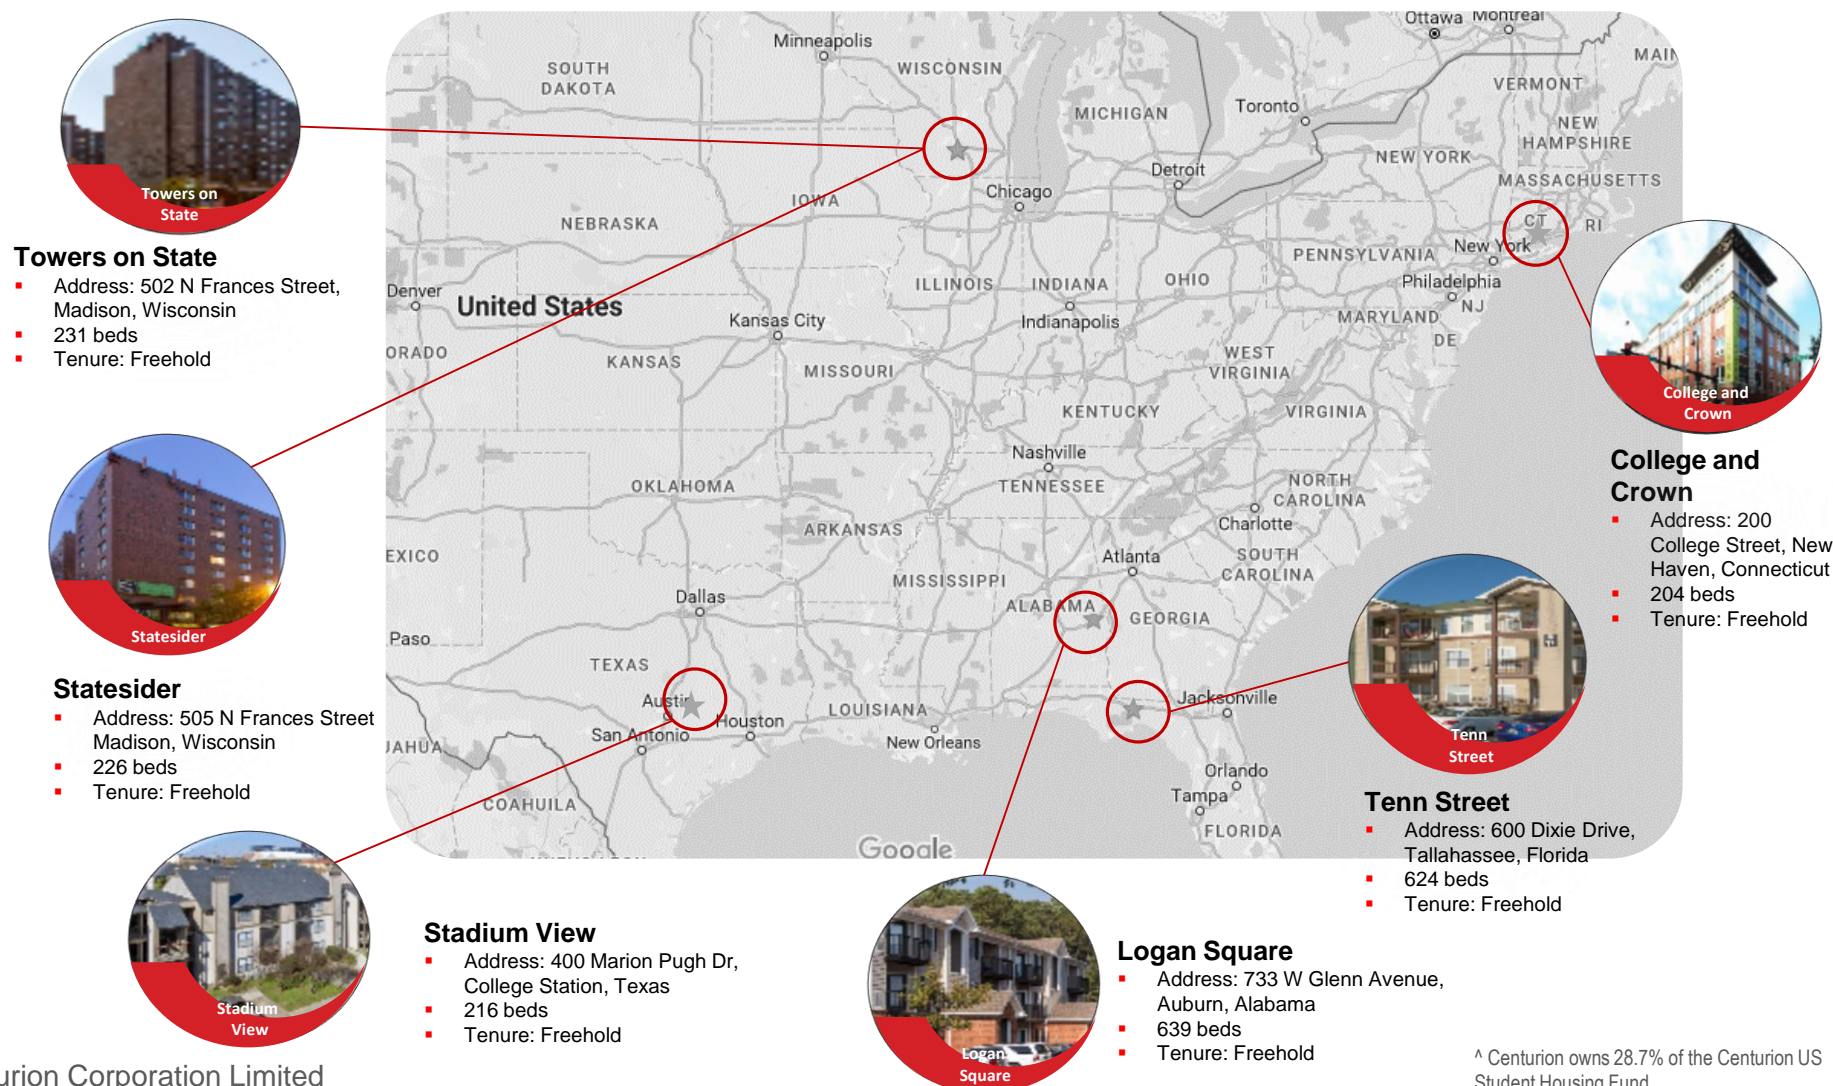 Towers on
State
Towers on State
▪ Address: 502 N Frances Street,
Madison, Wisconsin
▪ 231 beds
▪ Tenure: Freehold
Statesider
Statesider
▪ Address: 505 N Frances Street
Madison, Wisconsin
▪ 226 beds
▪ Tenure: Freehold
Stadium
View
Stadium View
▪ Address: 400 Marion Pugh Dr,
College Station, Texas
▪ 216 beds
▪ Tenure: Freehold
Logan
Square
Logan Square
▪ Address: 733 W Glenn Avenue,
Auburn, Alabama
▪ 639 beds
▪ Tenure: Freehold
Tenn
Street
Tenn Street
▪ Address: 600 Dixie Drive,
Tallahassee, Florida
▪ 624 beds
▪ Tenure: Freehold
College and
Crown
College and
Crown
▪ Address: 200
College Street, New
Haven, Connecticut
▪ 204 beds
▪ Tenure: Freehold
Ottawa
Montreal
Minneapolis
SOUTH
DAKOTA
WISCONSIN
MAIN
VERMONT
MICHIGAN
Toronto
NEW
HAMPSHIRE
NEW YORK
Detroit
MASSACHUSETTS
Chicago
IOWA
NEBRASKA
CT
RI
New York
PENNSYLVANIA
ILLINOIS
INDIANA
OHIO
Philadelphia
NJ
Denver
United States
Kansas City
Indianapolis
MARYLAND
DE
ORADO
KANSAS
MISSOURI
WEST
VIRGINIA
KENTUCKY
VIRGINIA
Nashville
TENNESSEE
OKLAHOMA
NORTH
CAROLINA
ARKANSAS
Charlotte
EXICO
Atlanta
SOUTH
CAROLINA
MISSISSIPPI
Dallas
ALABAMA
GEORGIA
Paso
TEXAS
Austin
Houston
LOUISIANA
Jacksonville
San Antonio
New Orleans
UAHUA
Orlando
Tampa
COAHUILA
FLORIDA
Google
urion Corporation Limited
^ Centurion owns 28.7% of the Centurion US
Student Housing Fund